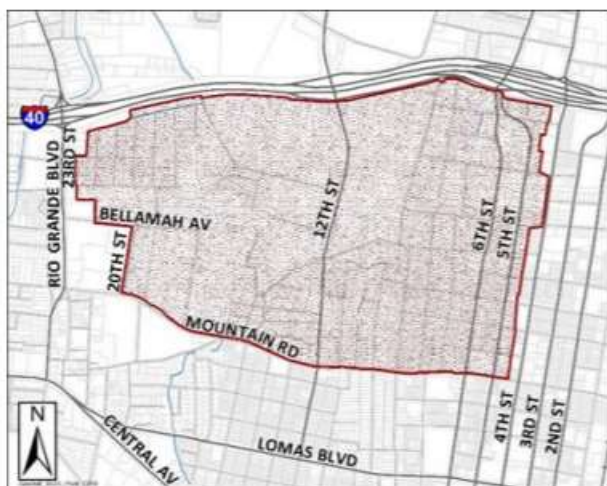 40
23RD ST
RIO GRANDE BLVD
BELLAMAH AV
20TH ST
12TH ST
6TH ST
5TH ST
MOUNTAIN RD
4TH ST
3RD ST
2ND ST
N
CENTRAL AV
LOMAS BLVD